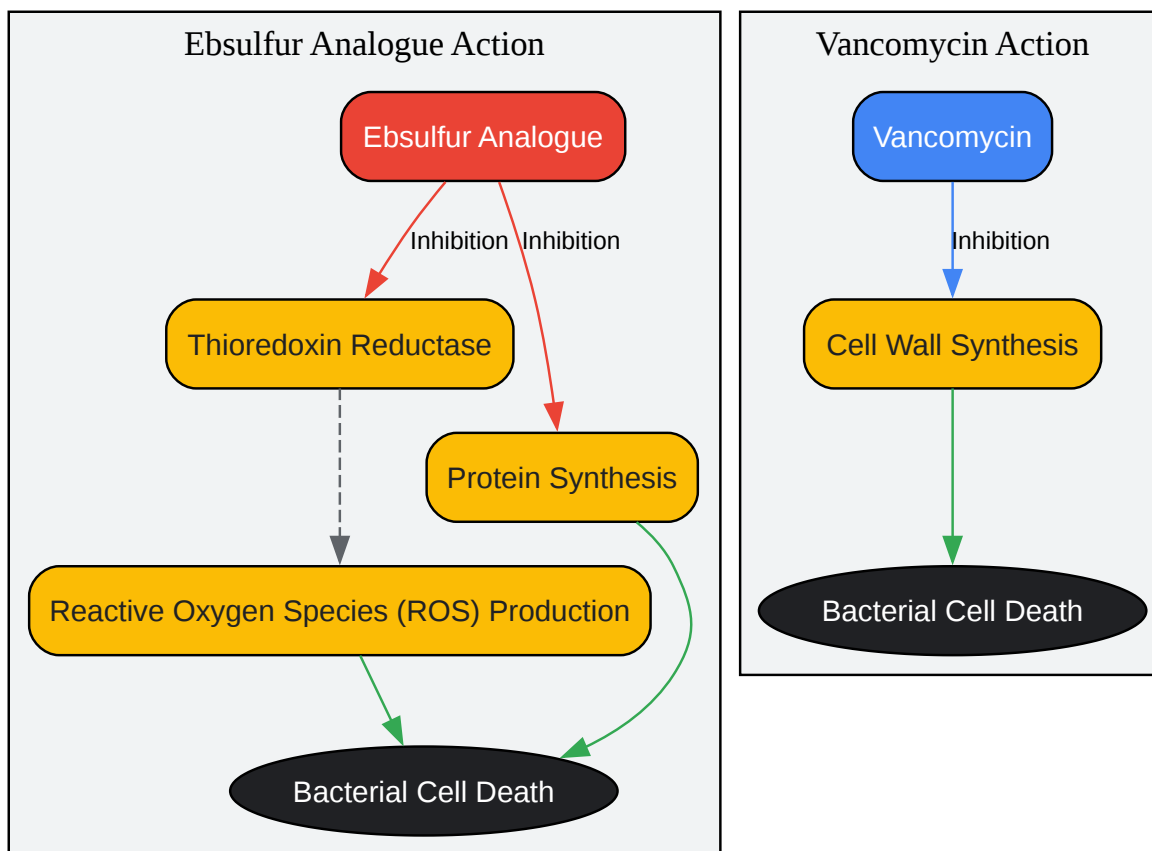 Ebsulfur Analogue Action
Ebsulfur Analogue
Inhibition
Inhibition
Thioredoxin Reductase
Protein Synthesis
Reactive Oxygen Species (ROS) Production
Bacterial Cell Death
Vancomycin Action
Vancomycin
Inhibition
Cell Wall Synthesis
Bacterial Cell Death